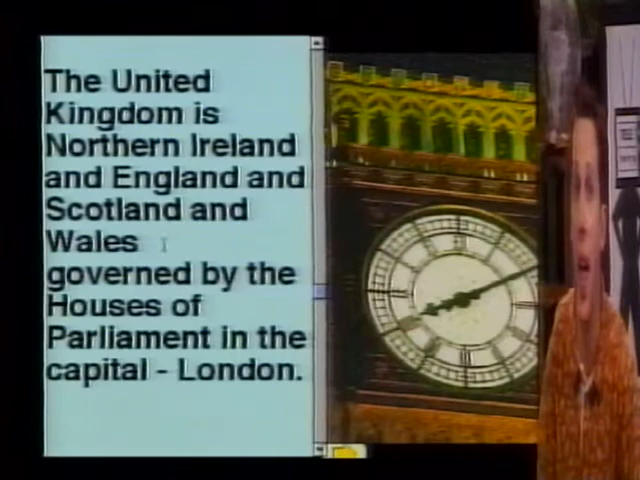 The United
Kingdom is
Northern Ireland
and England and
Scotland and
Wales
governed by the
Houses of
Parliament in the
capital - London.